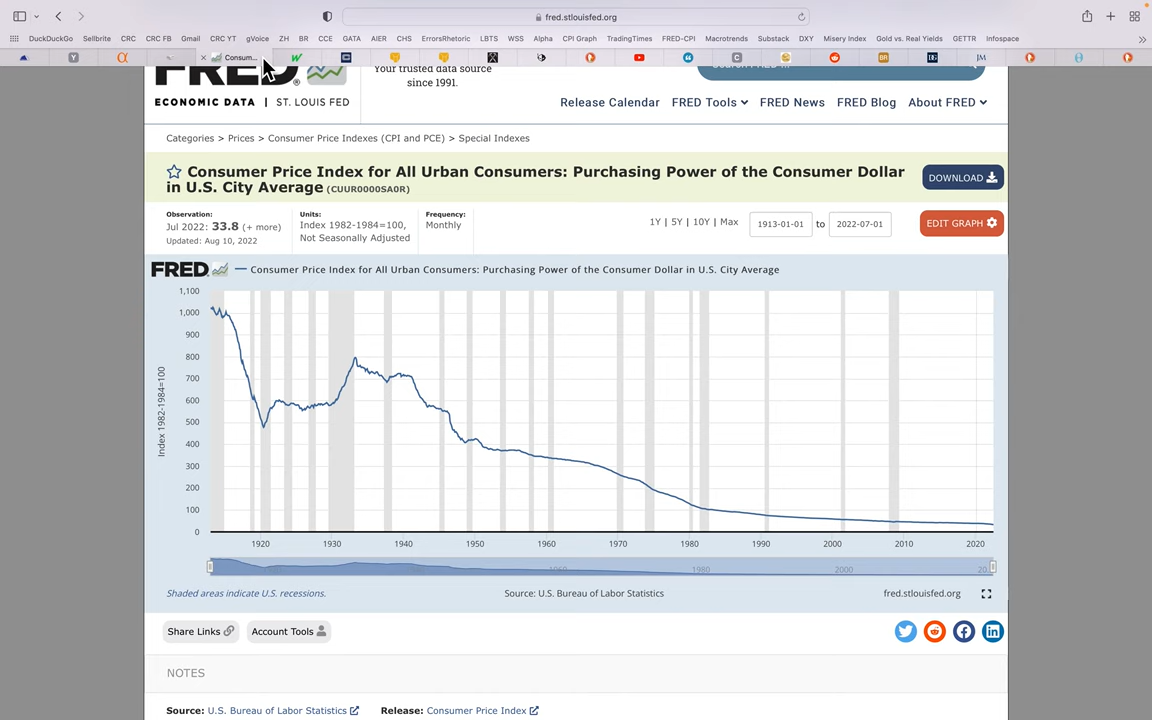 fred.stlouisfed.org
DuckDuckGo Sellbrite CRC CRC FB Gmail CRC YT gVoice ZH BR CCE GATA AIER CHS ErrorsRhetoric LBTS WSS Alpha CPI Graph TradingTimes FRED-CPI Macrotrends Substack DXY Misery Index Gold vs. Real Yields GETTR Infospace
Consum...
FRED®
Your trusted data source
since 1991.
ECONOMIC DATA | ST. LOUIS FED
Release Calendar FRED Tools FRED News FRED Blog About FRED
Categories > Prices > Consumer Price Indexes (CPI and PCE) > Special Indexes
Consumer Price Index for All Urban Consumers: Purchasing Power of the Consumer Dollar
in U.S. City Average (CUUR0000SA0R)
DOWNLOAD
Observation:
Jul 2022: 33.8 (+ more)
Updated: Aug 10, 2022
Units:
Index 1982-1984=100,
Not Seasonally Adjusted
Frequency:
Monthly
1Y | 5Y | 10Y | Max
1913-01-01 to 2022-07-01
EDIT GRAPH
FRED
Consumer Price Index for All Urban Consumers: Purchasing Power of the Consumer Dollar in U.S. City Average
Index 1982-1984=100
1,100
1,000
900
800
700
600
500
400
300
200
100
0
1920 1930 1940 1950 1960 1970 1980 1990 2000 2010 2020
1960 1980 2000 20
Shaded areas indicate U.S. recessions.
Source: U.S. Bureau of Labor Statistics
fred.stlouisfed.org
Share Links Account Tools
NOTES
Source: U.S. Bureau of Labor Statistics
Release: Consumer Price Index